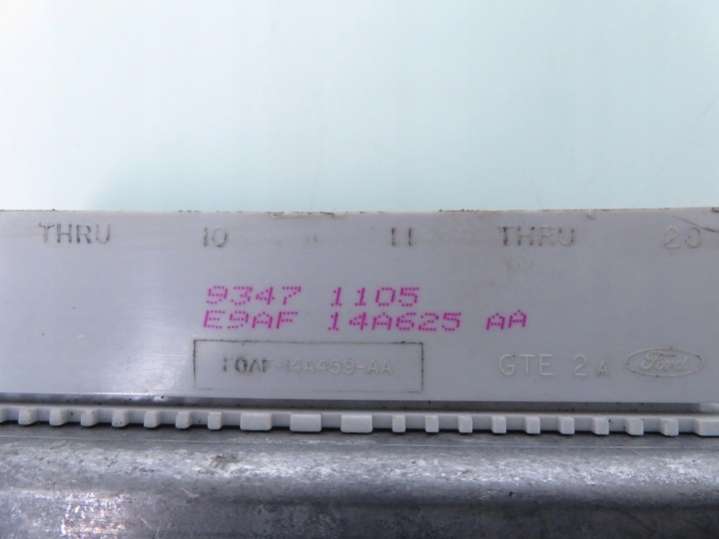 THRU 10 11 THRU 20
9347 1105
E9AF 14A625 AA
GTE 2A Ford